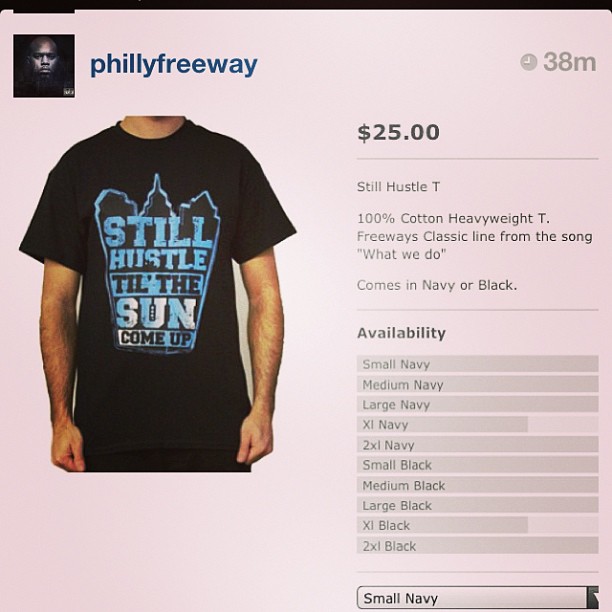 phillyfreeway
38m
$25.00
STILL
HUSTLE
TIL' THE
SUN
COME UP
Still Hustle T
100% Cotton Heavyweight T.
Freeways Classic line from the song
"What we do"
Comes in Navy or Black.
Availability
Small Navy
Medium Navy
Large Navy
Xl Navy
2xl Navy
Small Black
Medium Black
Large Black
Xl Black
2xl Black
Small Navy